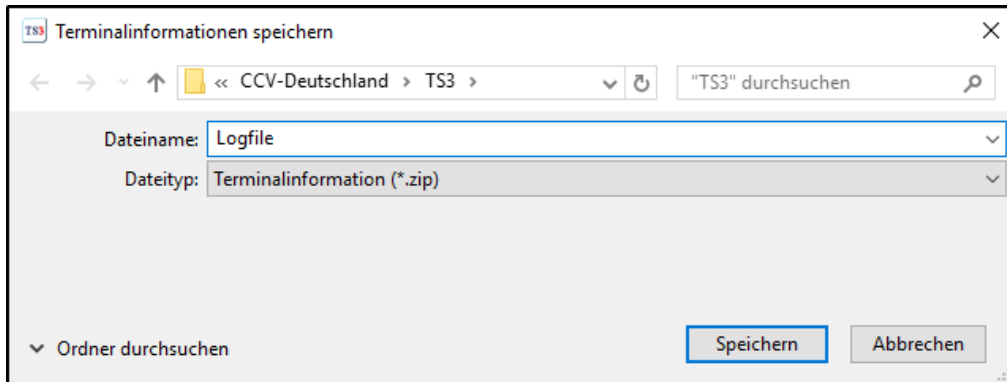 TS3 Terminalinformationen speichern
« CCV-Deutschland > TS3 > "TS3" durchsuchen
Dateiname: Logfile
Dateityp: Terminalinformation (*.zip)
Ordner durchsuchen Speichern Abbrechen